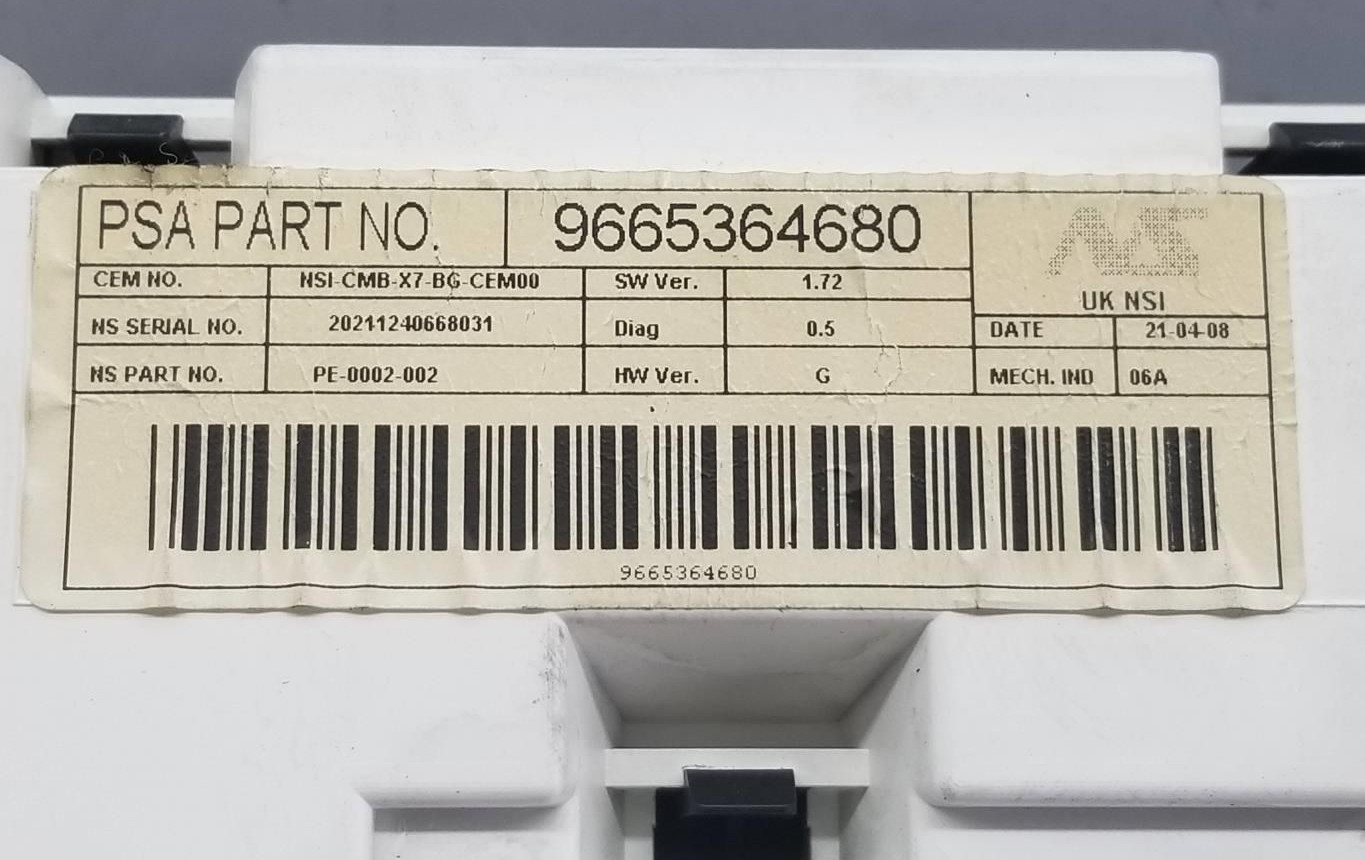 PSA PART NO. 9665364680 NS
CEM NO. NSI-CMB-X7-BG-CEM00 SW Ver. 1.72 UK NSI
NS SERIAL NO. 20211240668031 Diag 0.5 DATE 21-04-08
NS PART NO. PE-0002-002 HW Ver. G MECH. IND 06A
9665364680